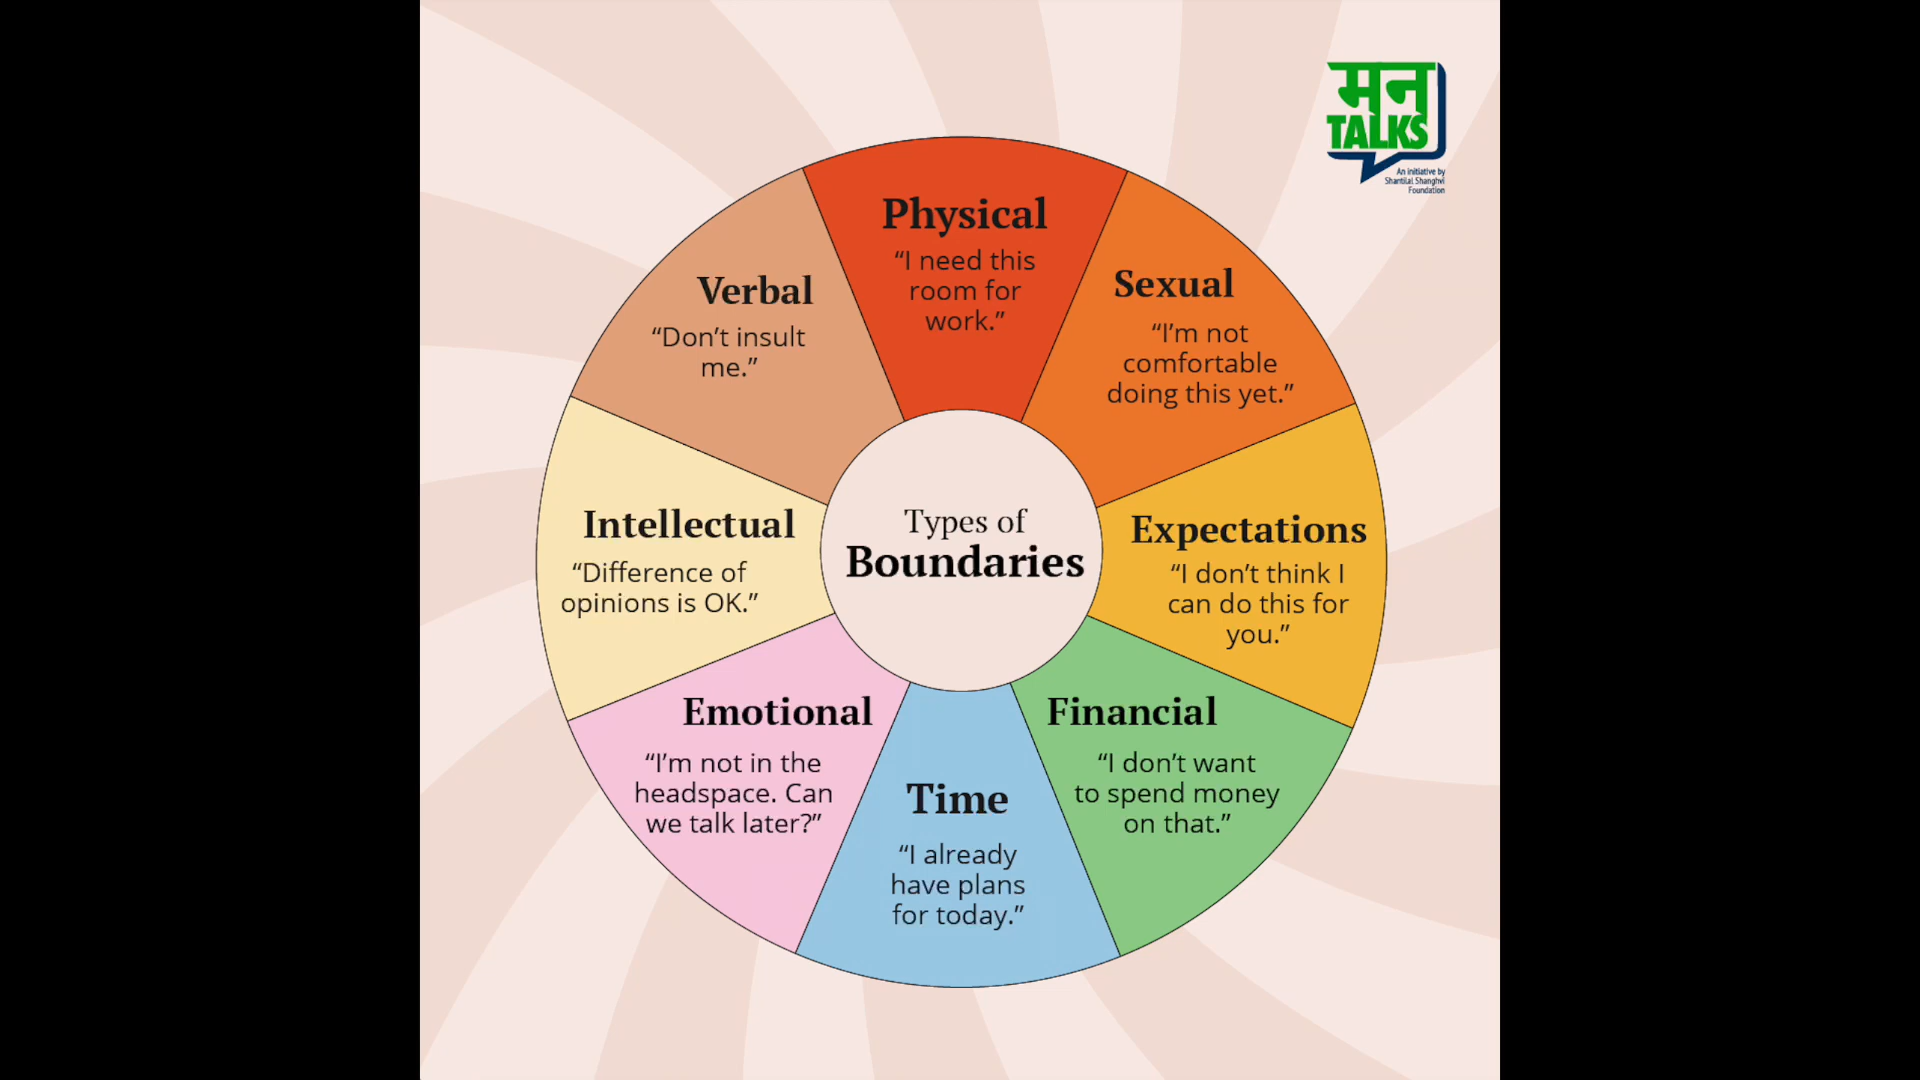 मन
TALKS
An initiative by
Shantilal Shanghvi
Foundation
Physical
“I need this
room for
work.”
Sexual
“I’m not
comfortable
doing this yet.”
Expectations
“I don’t think I
can do this for
you.”
Financial
“I don’t want
to spend money
on that.”
Time
“I already
have plans
for today.”
Emotional
“I’m not in the
headspace. Can
we talk later?”
Intellectual
“Difference of
opinions is OK.”
Verbal
“Don’t insult
me.”
Types of
Boundaries